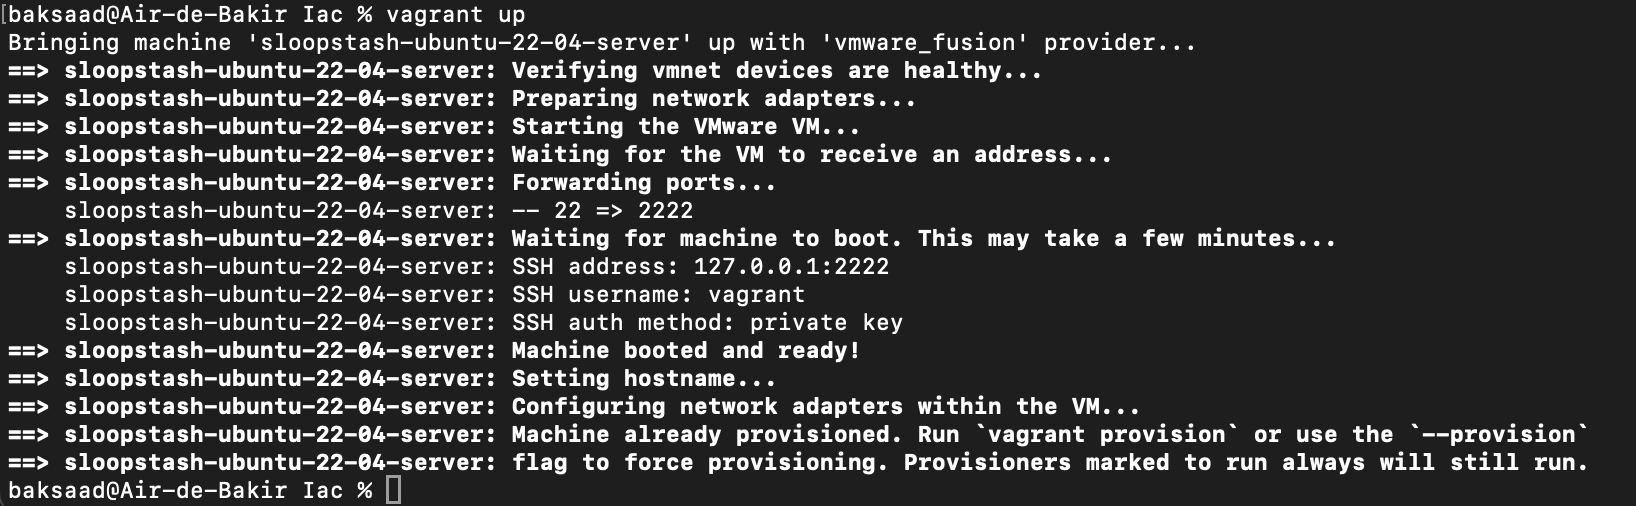 [baksaad@Air-de-Bakir Iac % vagrant up
Bringing machine 'sloopstash-ubuntu-22-04-server' up with 'vmware_fusion' provider...
==> sloopstash-ubuntu-22-04-server: Verifying vmnet devices are healthy...
==> sloopstash-ubuntu-22-04-server: Preparing network adapters...
==> sloopstash-ubuntu-22-04-server: Starting the VMware VM...
==> sloopstash-ubuntu-22-04-server: Waiting for the VM to receive an address...
==> sloopstash-ubuntu-22-04-server: Forwarding ports...
    sloopstash-ubuntu-22-04-server: -- 22 => 2222
==> sloopstash-ubuntu-22-04-server: Waiting for machine to boot. This may take a few minutes...
    sloopstash-ubuntu-22-04-server: SSH address: 127.0.0.1:2222
    sloopstash-ubuntu-22-04-server: SSH username: vagrant
    sloopstash-ubuntu-22-04-server: SSH auth method: private key
==> sloopstash-ubuntu-22-04-server: Machine booted and ready!
==> sloopstash-ubuntu-22-04-server: Setting hostname...
==> sloopstash-ubuntu-22-04-server: Configuring network adapters within the VM...
==> sloopstash-ubuntu-22-04-server: Machine already provisioned. Run `vagrant provision` or use the `--provision`
==> sloopstash-ubuntu-22-04-server: flag to force provisioning. Provisioners marked to run always will still run.
baksaad@Air-de-Bakir Iac %